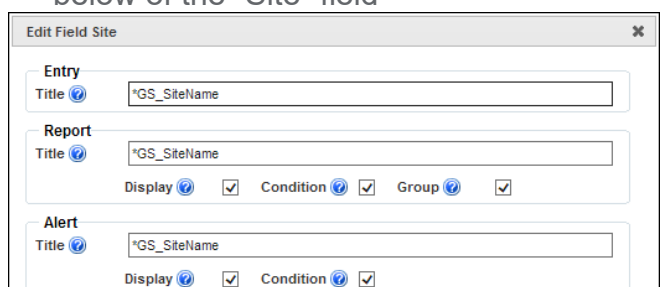 below of the "Site" field
Edit Field Site
Entry
Title
*GS_SiteName
Report
Title
*GS_SiteName
Display Condition Group
Alert
Title
*GS_SiteName
Display Condition